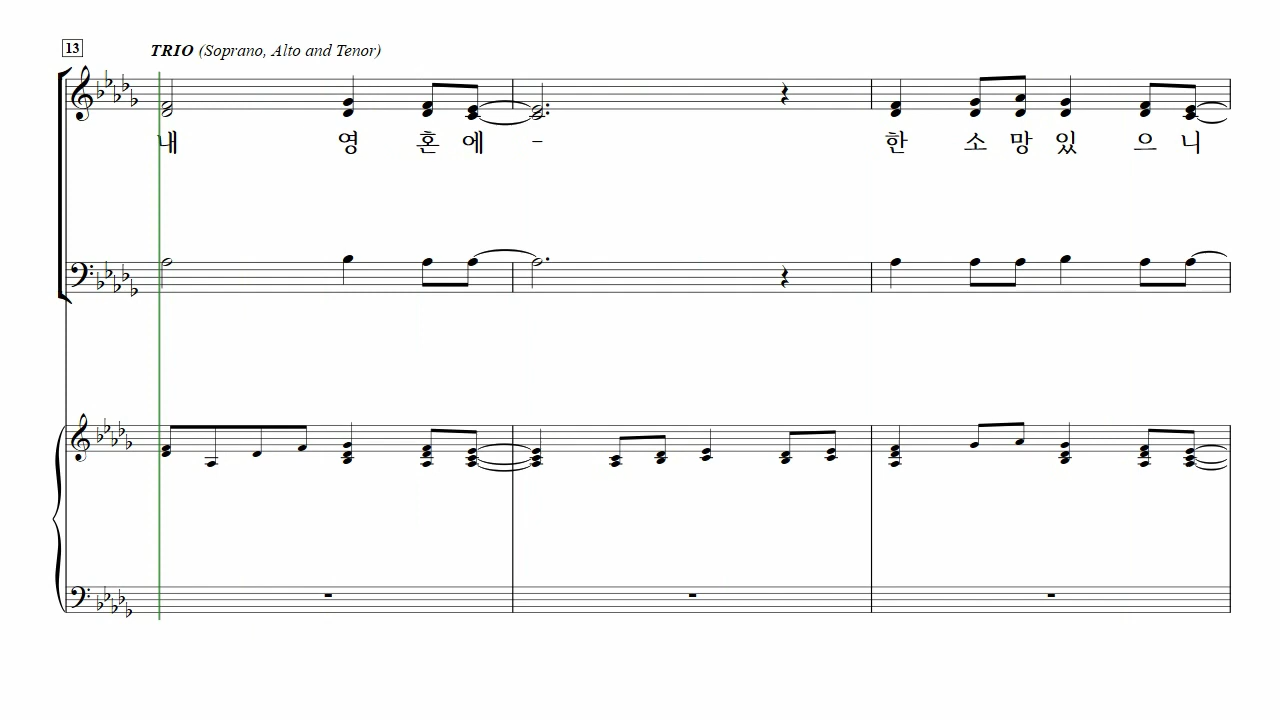 13
TRIO (Soprano, Alto and Tenor)
내 영 혼 에 - 한 소 망 있 으 니